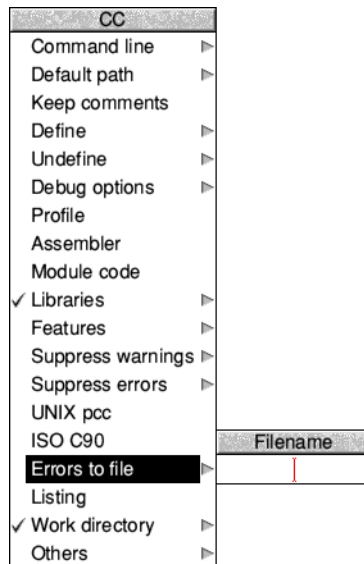 CC
Command line
Default path
Keep comments
Define
Undefine
Debug options
Profile
Assembler
Module code
Libraries
Features
Suppress warnings
Suppress errors
UNIX pcc
ISO C90
Filename
Errors to file
Listing
Work directory
Others